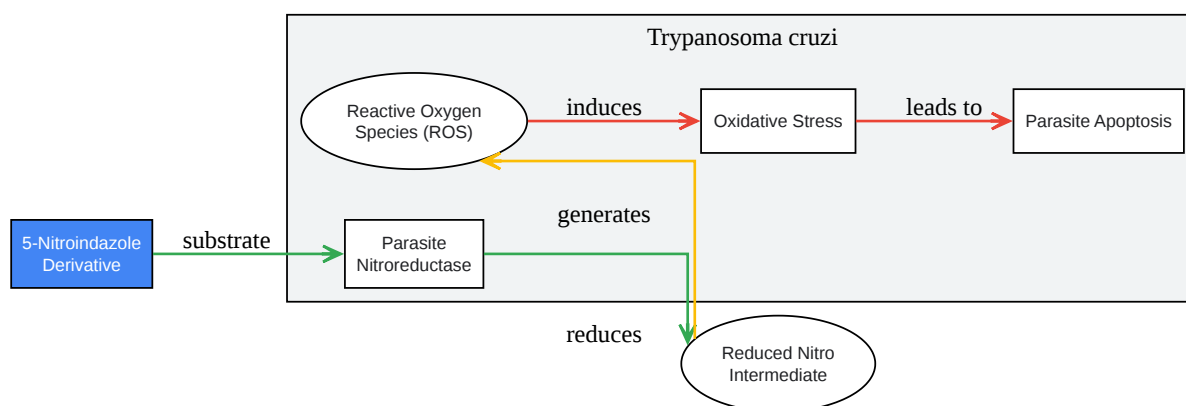 Trypanosoma cruzi
Reactive Oxygen
Species (ROS)
induces
Oxidative Stress
leads to
Parasite Apoptosis
5-Nitroindazole
Derivative
substrate
Parasite
Nitroreductase
generates
reduces
Reduced Nitro
Intermediate